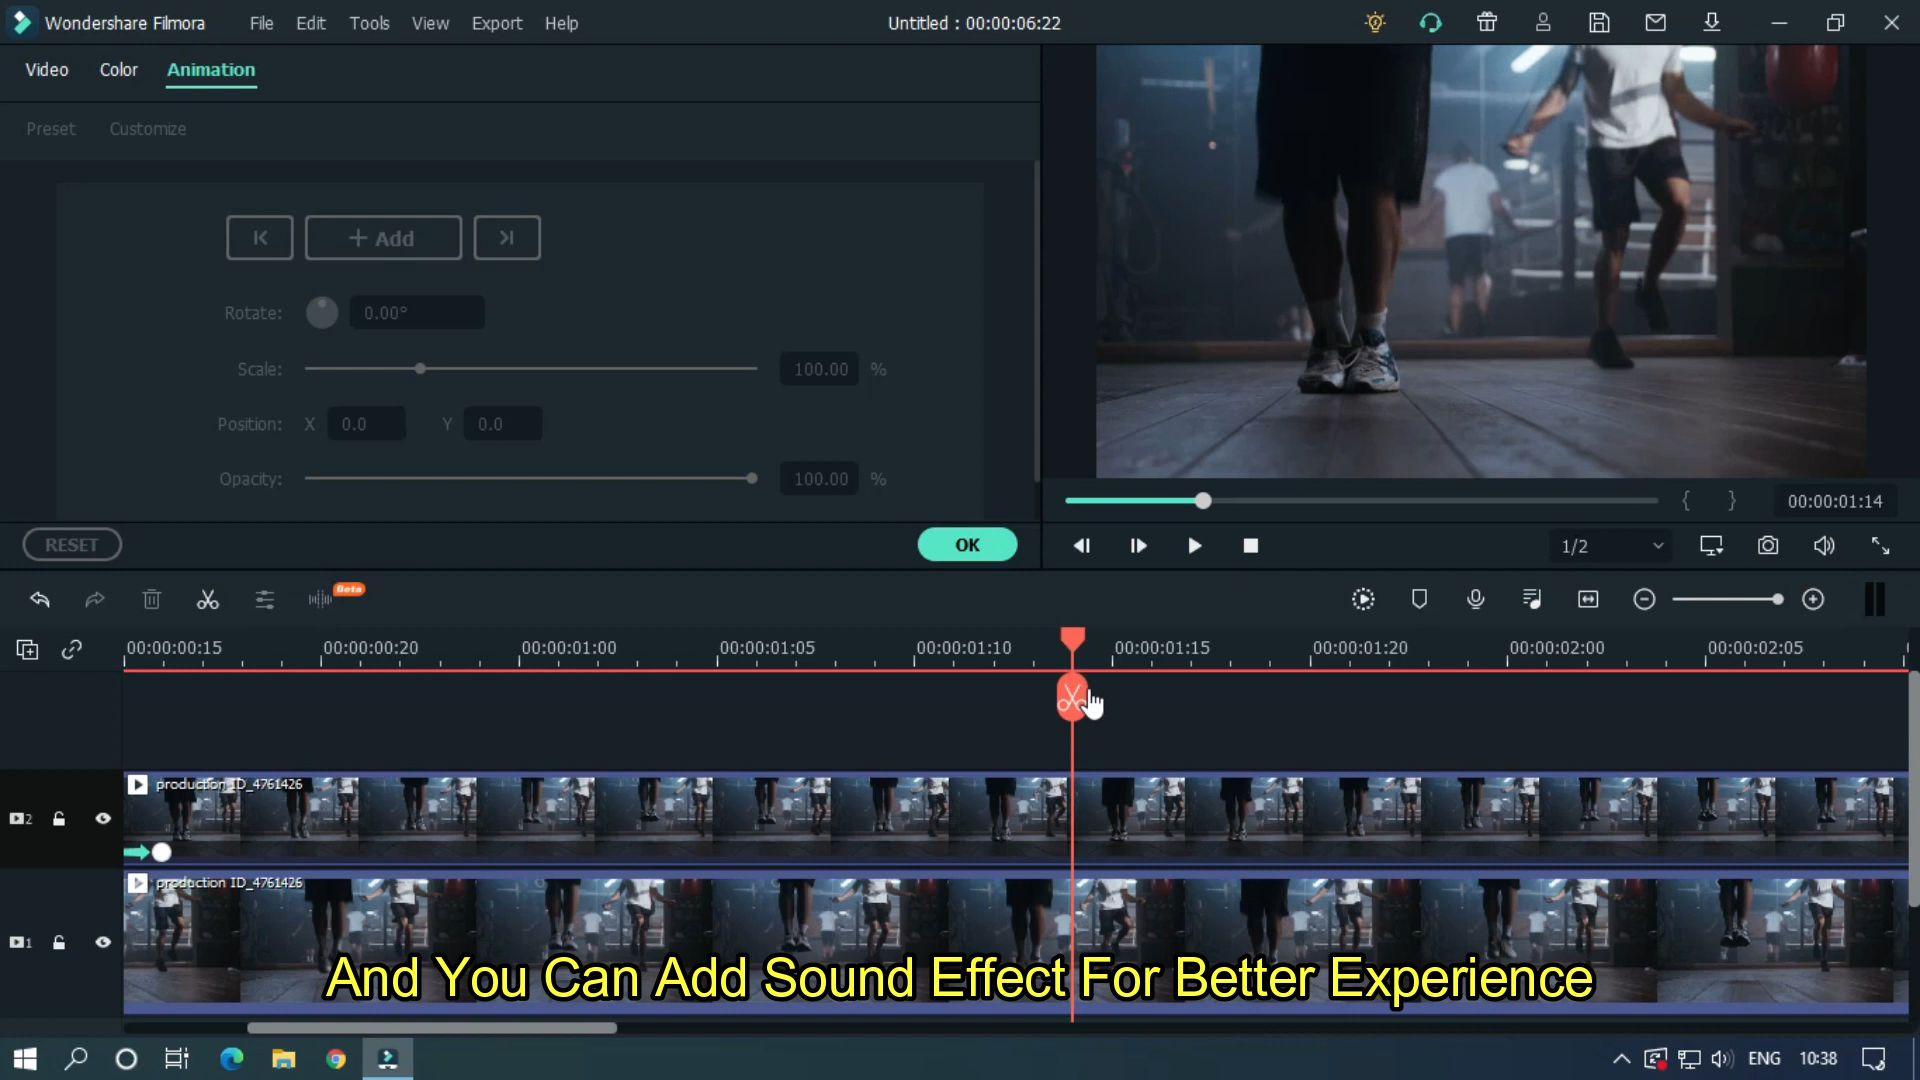 Wondershare Filmora File Edit Tools View Export Help Untitled : 00:00:06:22
Video Color Animation
Preset Customize
+ Add
Rotate: 0.00°
Scale: 100.00 %
Position: X 0.0 Y 0.0
Opacity: 100.00 %
{ } 00:00:01:14
RESET OK
1/2
Beta
00:00:00:15 00:00:00:20 00:00:01:00 00:00:01:05 00:00:01:10 00:00:01:15 00:00:01:20 00:00:02:00 00:00:02:05
production ID_4761426
2
production ID_4761426
1
And You Can Add Sound Effect For Better Experience
ENG 10:38